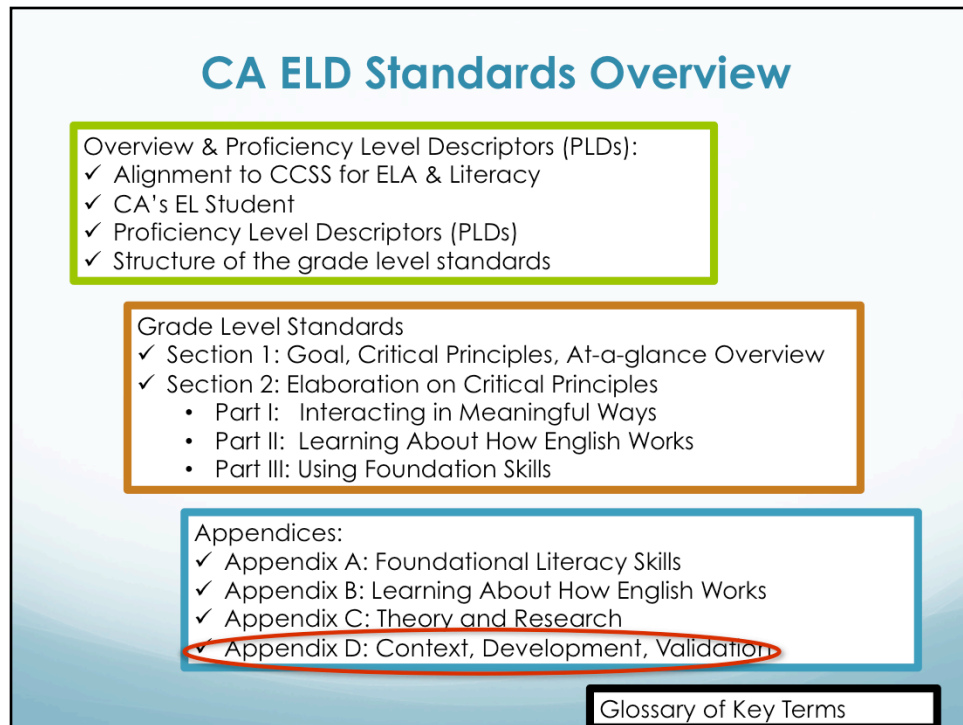 CA ELD Standards Overview
Overview & Proficiency Level Descriptors (PLDs):
✓ Alignment to CCSS for ELA & Literacy
✓ CA's EL Student
✓ Proficiency Level Descriptors (PLDs)
✓ Structure of the grade level standards
Grade Level Standards
✓ Section 1: Goal, Critical Principles, At-a-glance Overview
✓ Section 2: Elaboration on Critical Principles
• Part I: Interacting in Meaningful Ways
• Part II: Learning About How English Works
• Part III: Using Foundation Skills
Appendices:
✓ Appendix A: Foundational Literacy Skills
✓ Appendix B: Learning About How English Works
✓ Appendix C: Theory and Research
✓ Appendix D: Context, Development, Validation
Glossary of Key Terms